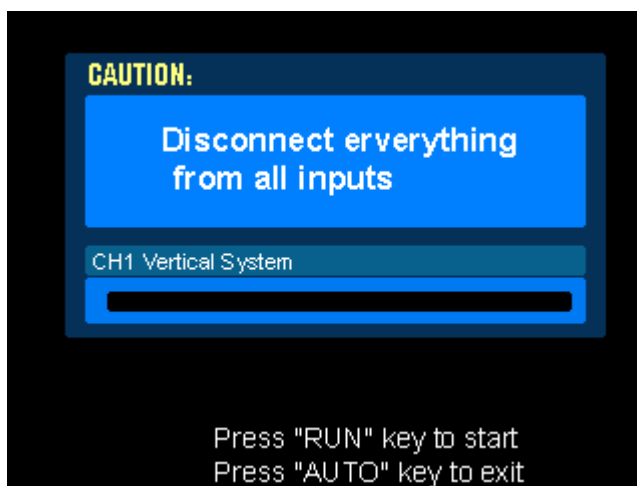 CAUTION:
Disconnect erverything
from all inputs
CH1 Vertical System
Press "RUN" key to start
Press "AUTO" key to exit